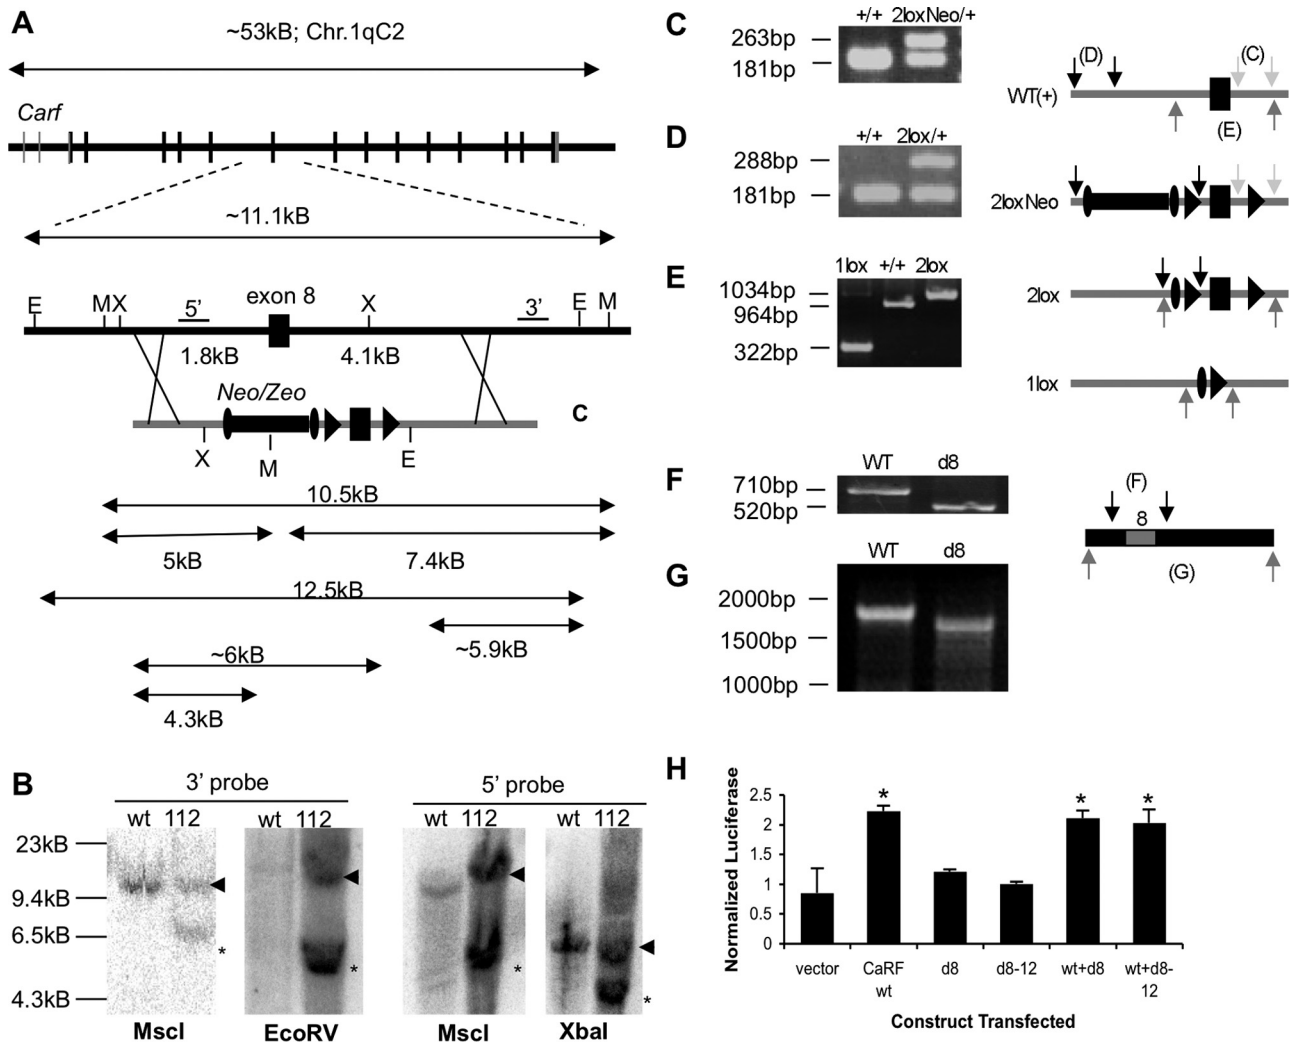 A
~53kB; Chr.1qC2
Carf
~11.1kB
E
M X
5'
exon 8
X
3'
E
M
1.8kB
4.1kB
Neo/Zeo
C
X
M
E
10.5kB
5kB
7.4kB
12.5kB
~5.9kB
~6kB
4.3kB
B
3' probe
5' probe
wt 112
wt 112
wt 112
wt 112
23kB
9.4kB
6.5kB
4.3kB
*
*
*
*
MscI
EcoRV
MscI
XbaI
C
+/+ 2loxNeo/+
263bp
181bp
D
+/+ 2lox/+
288bp
181bp
E
1lox +/+ 2lox
1034bp
964bp
322bp
(D)
(C)
WT(+)
(E)
2loxNeo
2lox
1lox
F
WT d8
710bp
520bp
G
WT d8
2000bp
1500bp
1000bp
(F)
8
(G)
H
Normalized Luciferase
2.5
2
1.5
1
0.5
0
*
*
*
vector
CaRF wt
d8
d8-12
wt+d8
wt+d8-12
Construct Transfected